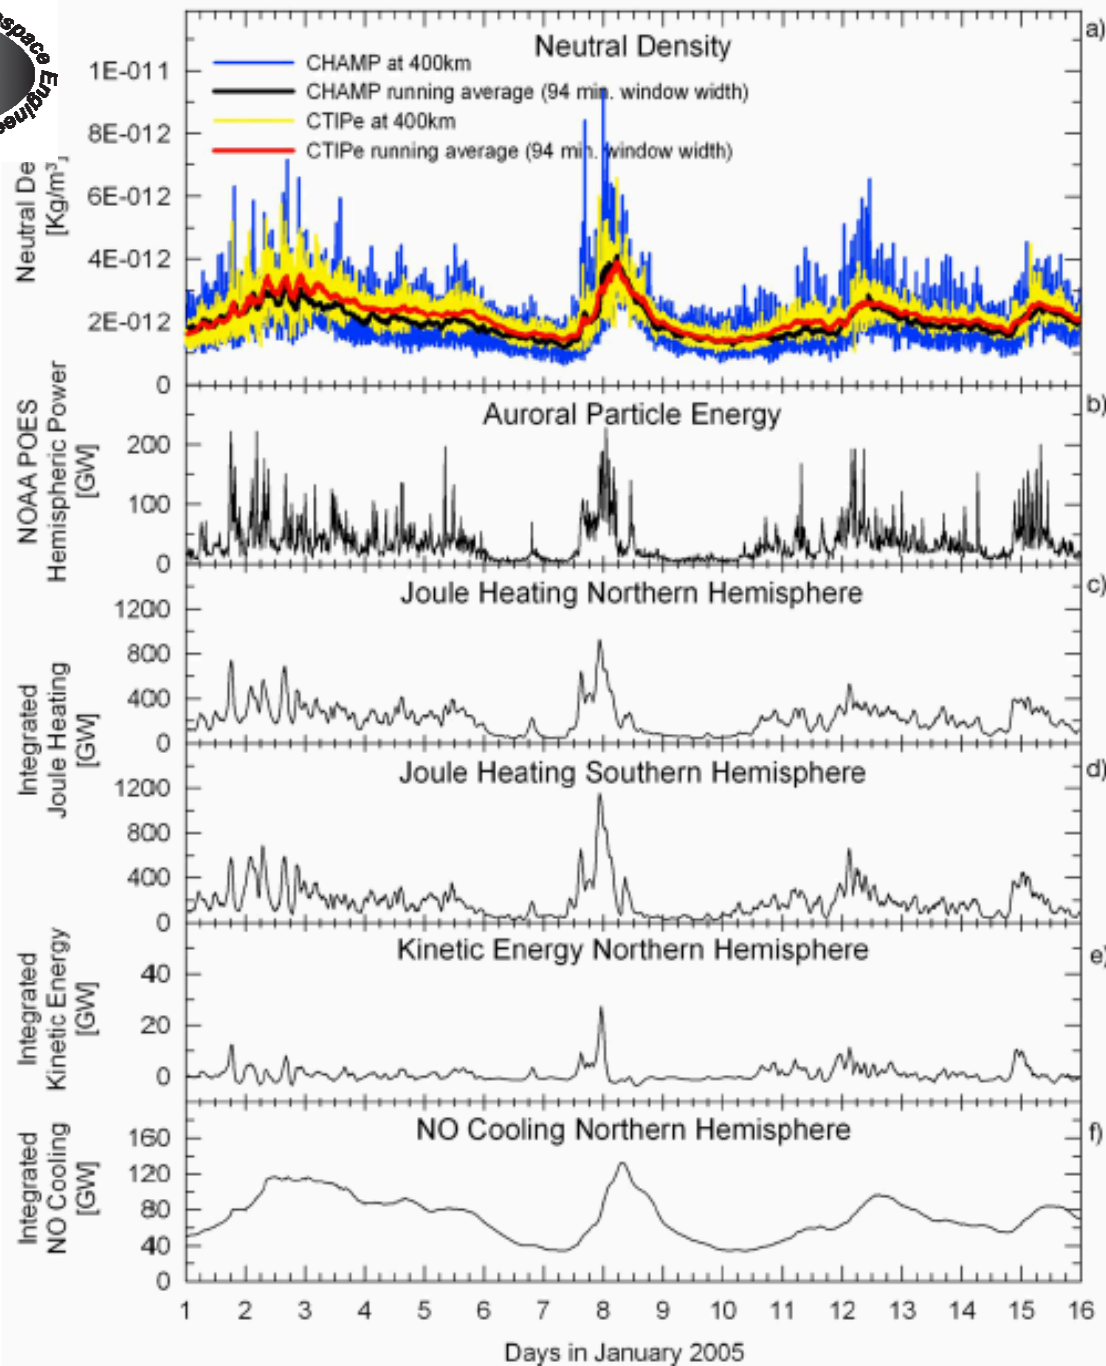 space Engine
a)
Neutral Density
CHAMP at 400km
CHAMP running average (94 min. window width)
CTIPe at 400km
CTIPe running average (94 min. window width)
Neutral De
[Kg/m³]
1E-011
8E-012
6E-012
4E-012
2E-012
0
b)
Auroral Particle Energy
NOAA POES
Hemispheric Power
[GW]
200
100
0
c)
Joule Heating Northern Hemisphere
1200
800
400
0
Integrated
Joule Heating
[GW]
d)
Joule Heating Southern Hemisphere
1200
800
400
0
e)
Kinetic Energy Northern Hemisphere
Integrated
Kinetic Energy
[GW]
40
20
0
f)
NO Cooling Northern Hemisphere
Integrated
NO Cooling
[GW]
160
120
80
40
0
1 2 3 4 5 6 7 8 9 10 11 12 13 14 15 16
Days in January 2005